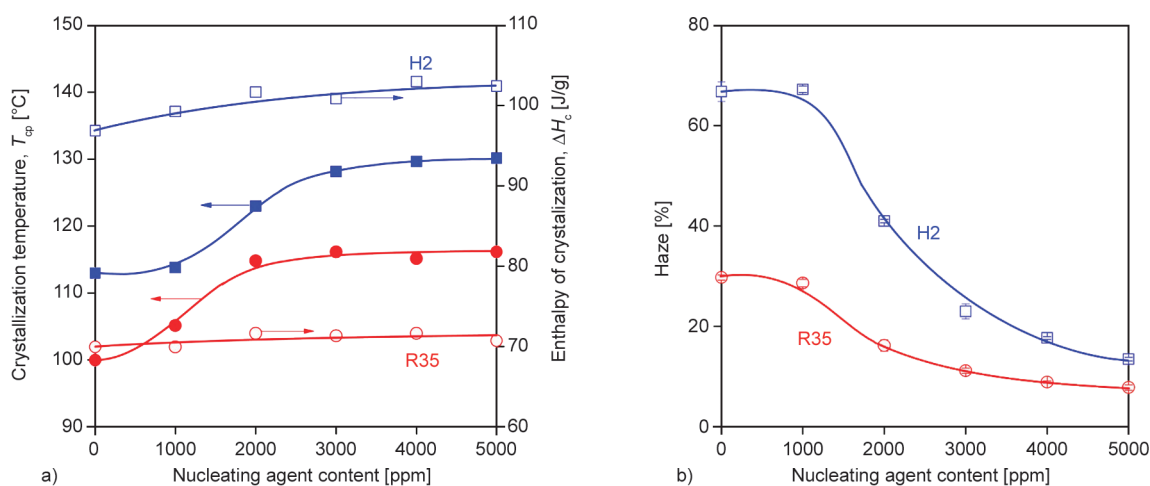 150
140
130
120
110
100
90
Crystallization temperature, Tcp [°C]
110
100
90
80
70
60
Enthalpy of crystallization, ΔHc [J/g]
H2
R35
0 1000 2000 3000 4000 5000
a) Nucleating agent content [ppm]
80
60
40
20
0
Haze [%]
H2
R35
0 1000 2000 3000 4000 5000
b) Nucleating agent content [ppm]